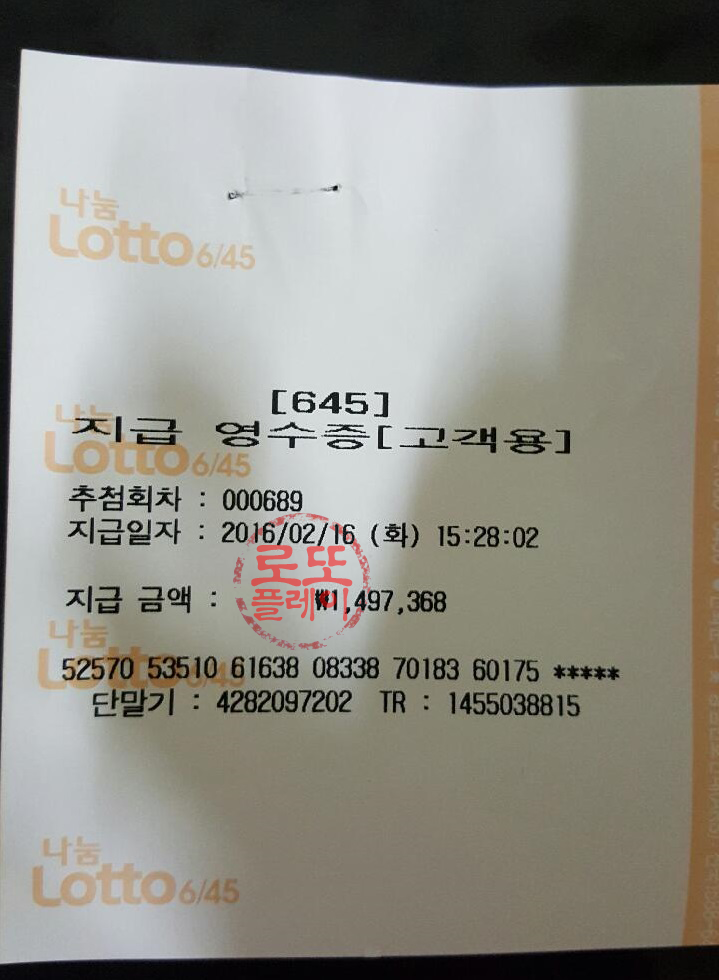 나눔
Lotto 6/45
[645]
나눔
지급 영수증[고객용]
Lotto 6/45
추첨회차 : 000689
지급일자 : 2016/02/16 (화) 15:28:02
로또
플레이
지급 금액 : ₩1,497,368
나눔
52570 53510 61638 08338 70183 60175 *****
단말기 : 4282097202 TR : 1455038815
나눔
Lotto 6/45